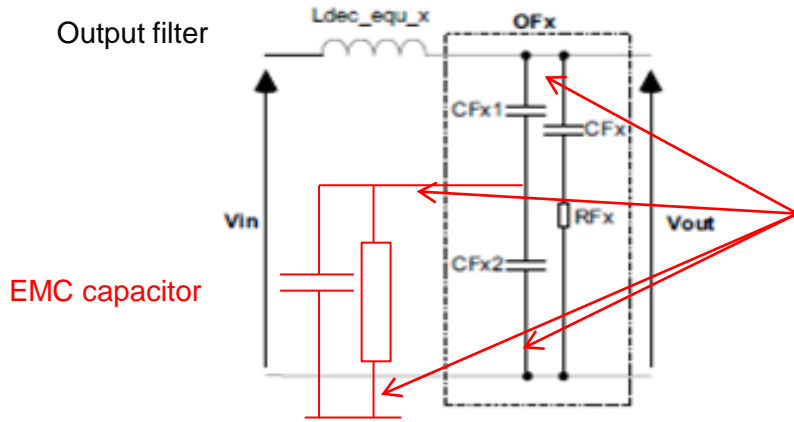 Ldec_equ_x
OFx
Output filter
CFx1
CFx
Vin
RFx
Vout
CFx2
EMC capacitor